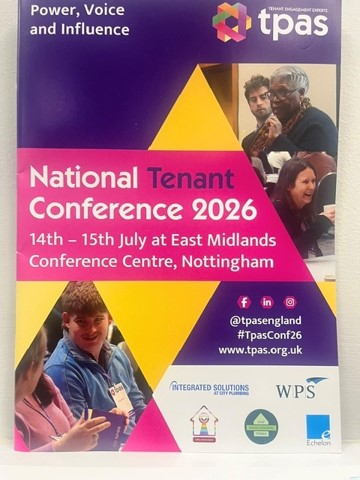 Power, Voice
and Influence
TENANT ENGAGEMENT EXPERTS
tpas
National Tenant
Conference 2026
14th – 15th July at East Midlands
Conference Centre, Nottingham
@tpasengland
#TpasConf26
www.tpas.org.uk
INTEGRATED SOLUTIONS
AT CITY PLUMBING
WPS
Echelon